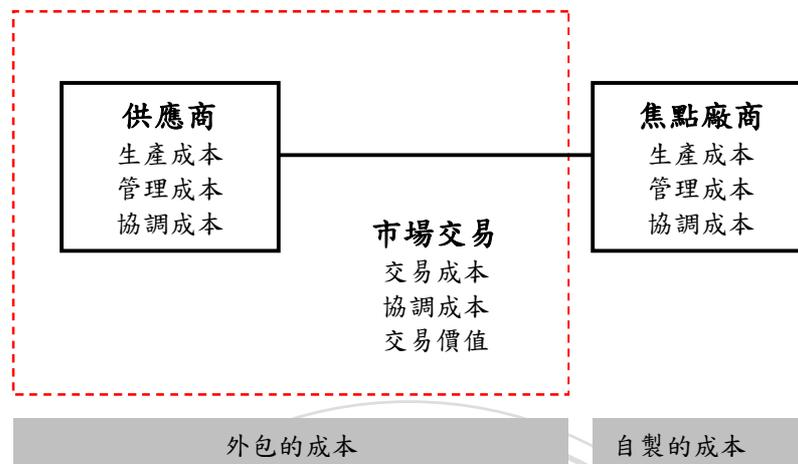 供應商
生產成本
管理成本
協調成本
焦點廠商
生產成本
管理成本
協調成本
市場交易
交易成本
協調成本
交易價值
外包的成本
自製的成本